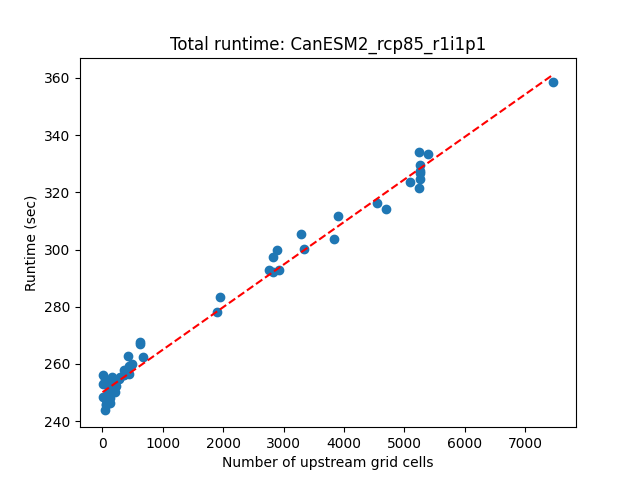 Total runtime: CanESM2_rcp85_r1i1p1
360
340
320
300
280
260
240
Runtime (sec)
0 1000 2000 3000 4000 5000 6000 7000
Number of upstream grid cells